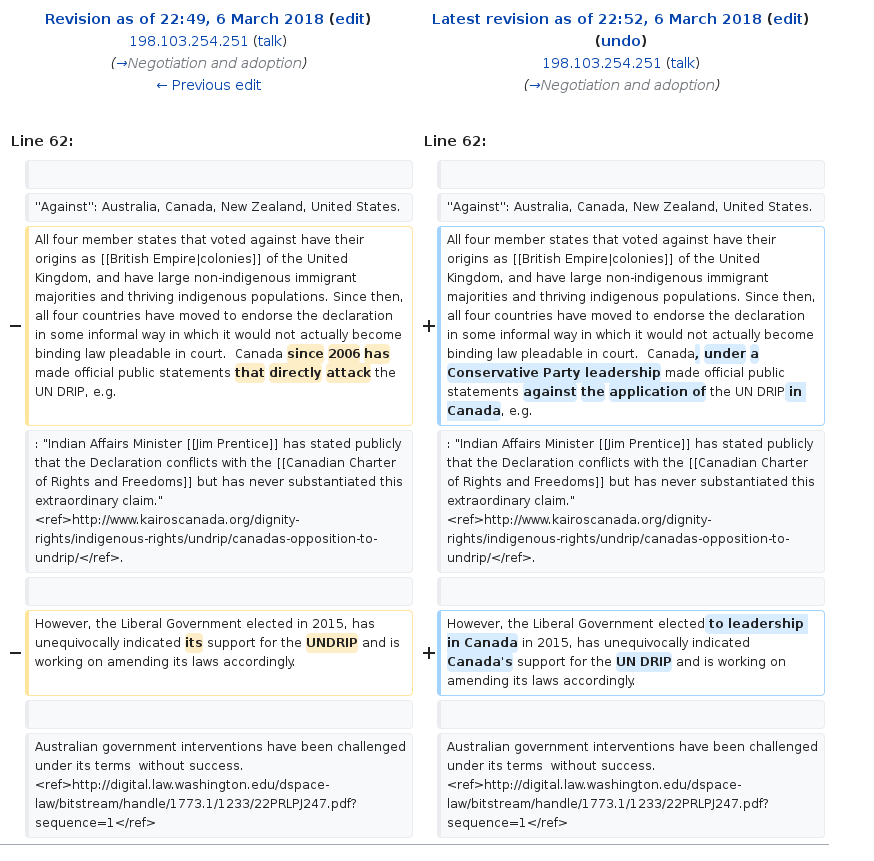 Revision as of 22:49, 6 March 2018 (edit)
198.103.254.251 (talk)
(→Negotiation and adoption)
← Previous edit
Latest revision as of 22:52, 6 March 2018 (edit)
(undo)
198.103.254.251 (talk)
(→Negotiation and adoption)
Line 62:
"Against": Australia, Canada, New Zealand, United States.
− All four member states that voted against have their
origins as [[British Empire|colonies]] of the United
Kingdom, and have large non-indigenous immigrant
majorities and thriving indigenous populations. Since then,
all four countries have moved to endorse the declaration
in some informal way in which it would not actually become
binding law pleadable in court.  Canada since 2006 has
made official public statements that directly attack the
UN DRIP, e.g.
: "Indian Affairs Minister [[Jim Prentice]] has stated publicly
that the Declaration conflicts with the [[Canadian Charter
of Rights and Freedoms]] but has never substantiated this
extraordinary claim."
<ref>http://www.kairoscanada.org/dignity-
rights/indigenous-rights/undrip/canadas-opposition-to-
undrip/</ref>.
− However, the Liberal Government elected in 2015, has
unequivocally indicated its support for the UNDRIP and is
working on amending its laws accordingly.
Australian government interventions have been challenged
under its terms  without success.
<ref>http://digital.law.washington.edu/dspace-
law/bitstream/handle/1773.1/1233/22PRLPJ247.pdf?
sequence=1</ref>
Line 62:
"Against": Australia, Canada, New Zealand, United States.
+ All four member states that voted against have their
origins as [[British Empire|colonies]] of the United
Kingdom, and have large non-indigenous immigrant
majorities and thriving indigenous populations. Since then,
all four countries have moved to endorse the declaration
in some informal way in which it would not actually become
binding law pleadable in court.  Canada, under a
Conservative Party leadership made official public
statements against the application of the UN DRIP in
Canada, e.g.
: "Indian Affairs Minister [[Jim Prentice]] has stated publicly
that the Declaration conflicts with the [[Canadian Charter
of Rights and Freedoms]] but has never substantiated this
extraordinary claim."
<ref>http://www.kairoscanada.org/dignity-
rights/indigenous-rights/undrip/canadas-opposition-to-
undrip/</ref>.
+ However, the Liberal Government elected to leadership
in Canada in 2015, has unequivocally indicated
Canada's support for the UN DRIP and is working on
amending its laws accordingly.
Australian government interventions have been challenged
under its terms  without success.
<ref>http://digital.law.washington.edu/dspace-
law/bitstream/handle/1773.1/1233/22PRLPJ247.pdf?
sequence=1</ref>